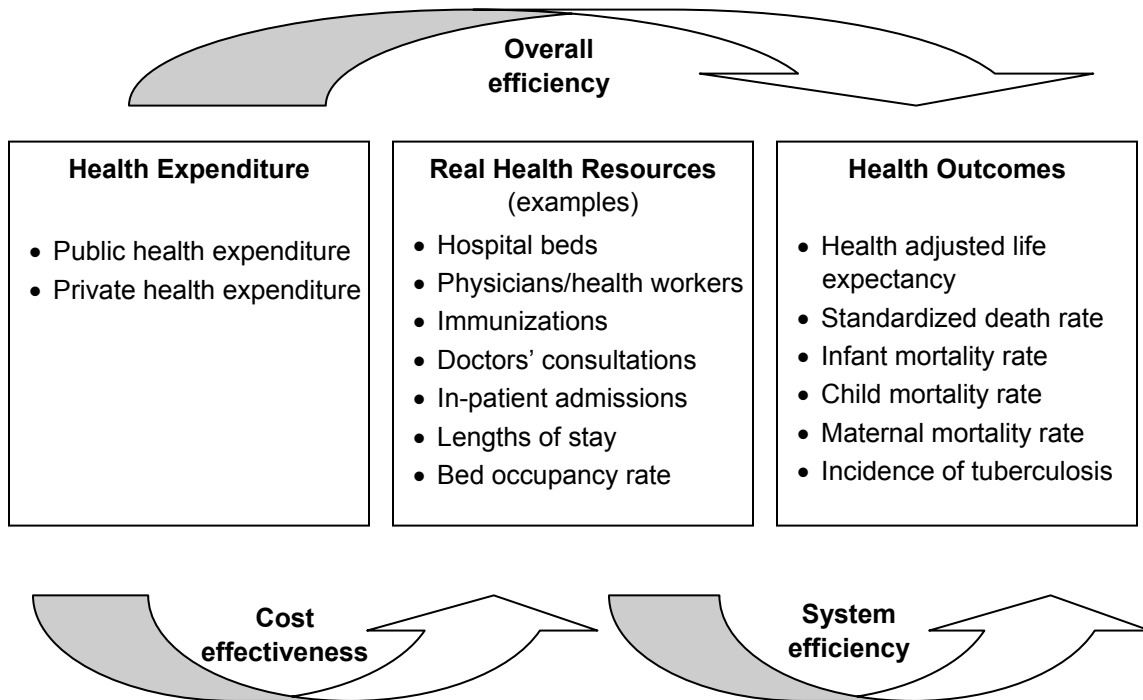 Overall
efficiency
Health Expenditure
• Public health expenditure
• Private health expenditure
Real Health Resources
(examples)
• Hospital beds
• Physicians/health workers
• Immunizations
• Doctors’ consultations
• In-patient admissions
• Lengths of stay
• Bed occupancy rate
Health Outcomes
• Health adjusted life
expectancy
• Standardized death rate
• Infant mortality rate
• Child mortality rate
• Maternal mortality rate
• Incidence of tuberculosis
Cost
effectiveness
System
efficiency